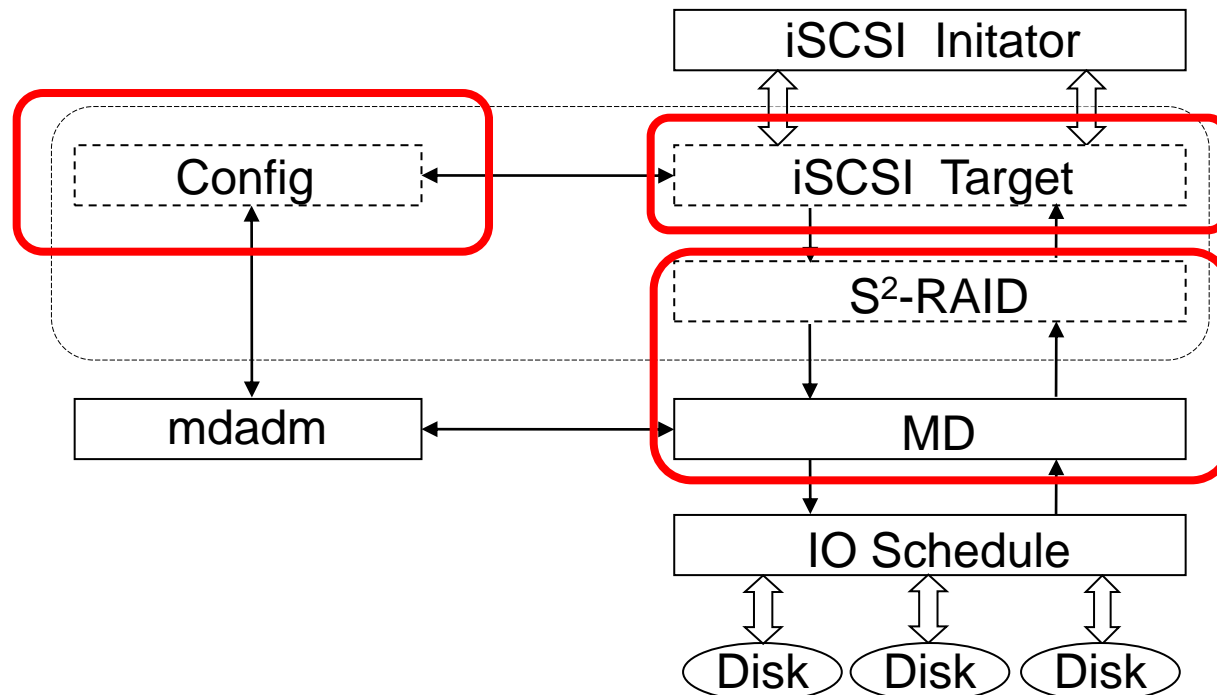 iSCSI Initator
Config
iSCSI Target
S²-RAID
mdadm
MD
IO Schedule
Disk
Disk
Disk